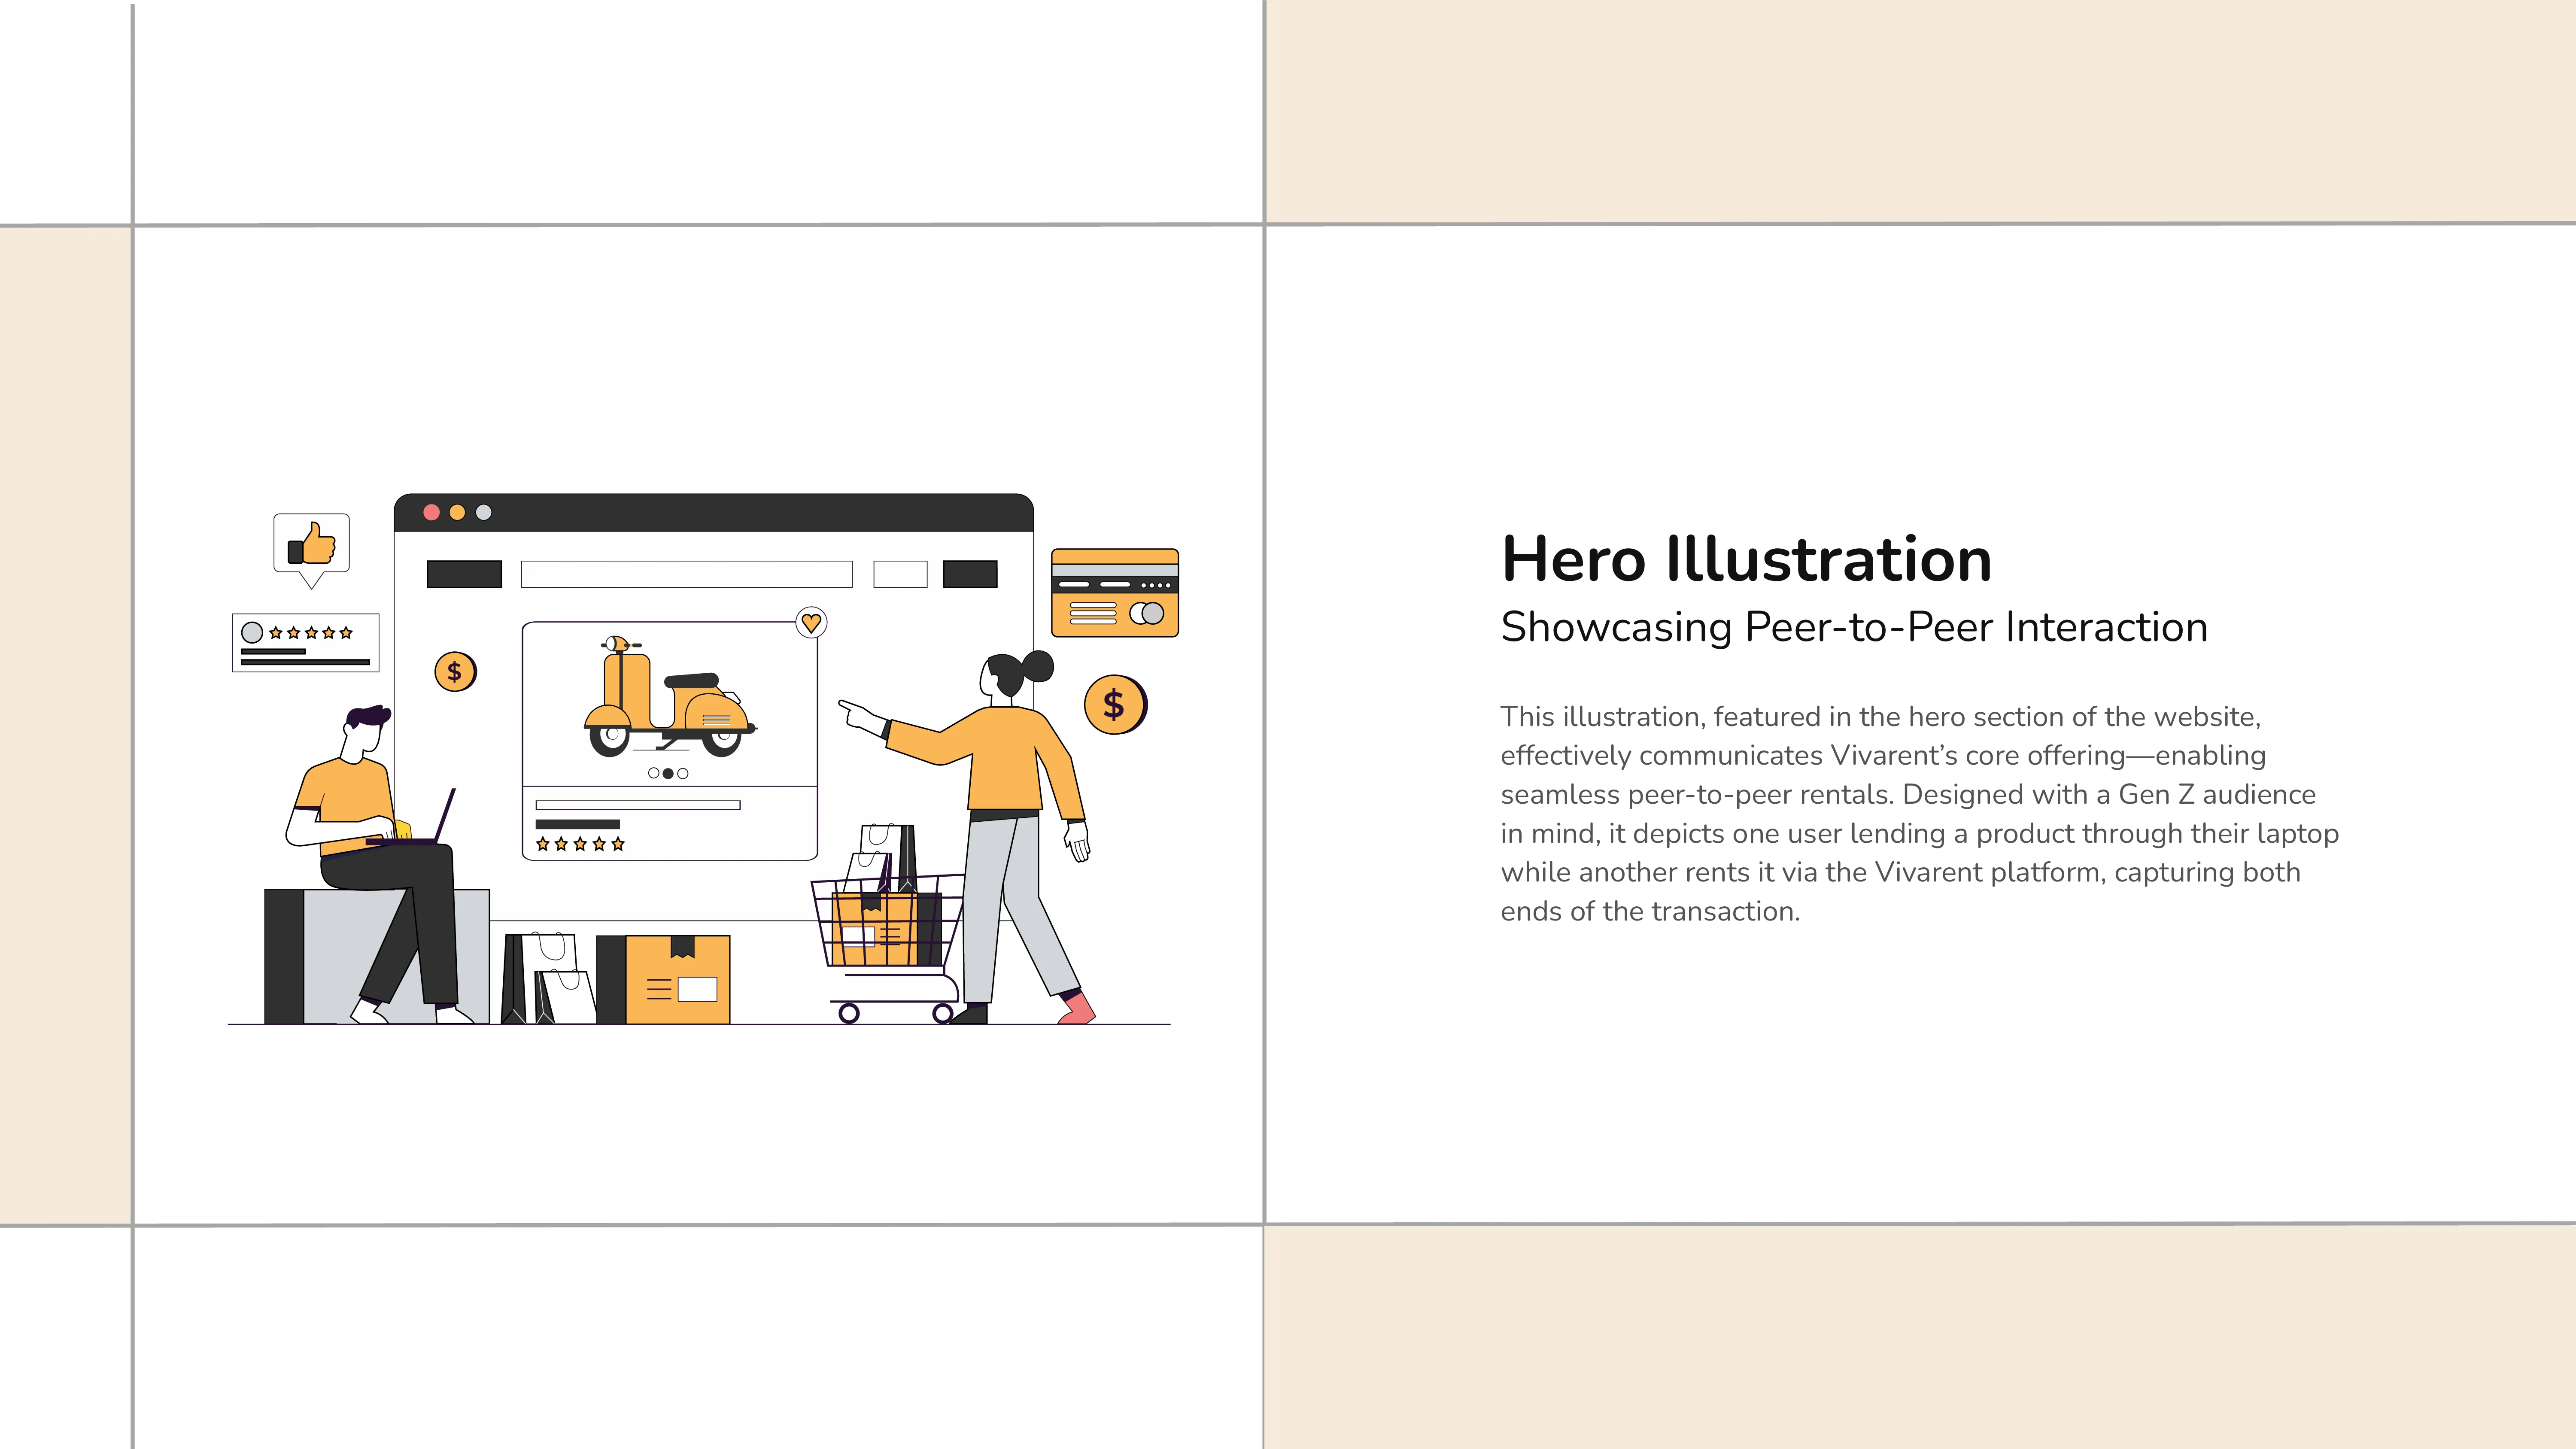 Hero Illustration
Showcasing Peer-to-Peer Interaction
This illustration, featured in the hero section of the website,
effectively communicates Vivarent’s core offering—enabling
seamless peer-to-peer rentals. Designed with a Gen Z audience
in mind, it depicts one user lending a product through their laptop
while another rents it via the Vivarent platform, capturing both
ends of the transaction.
$
$